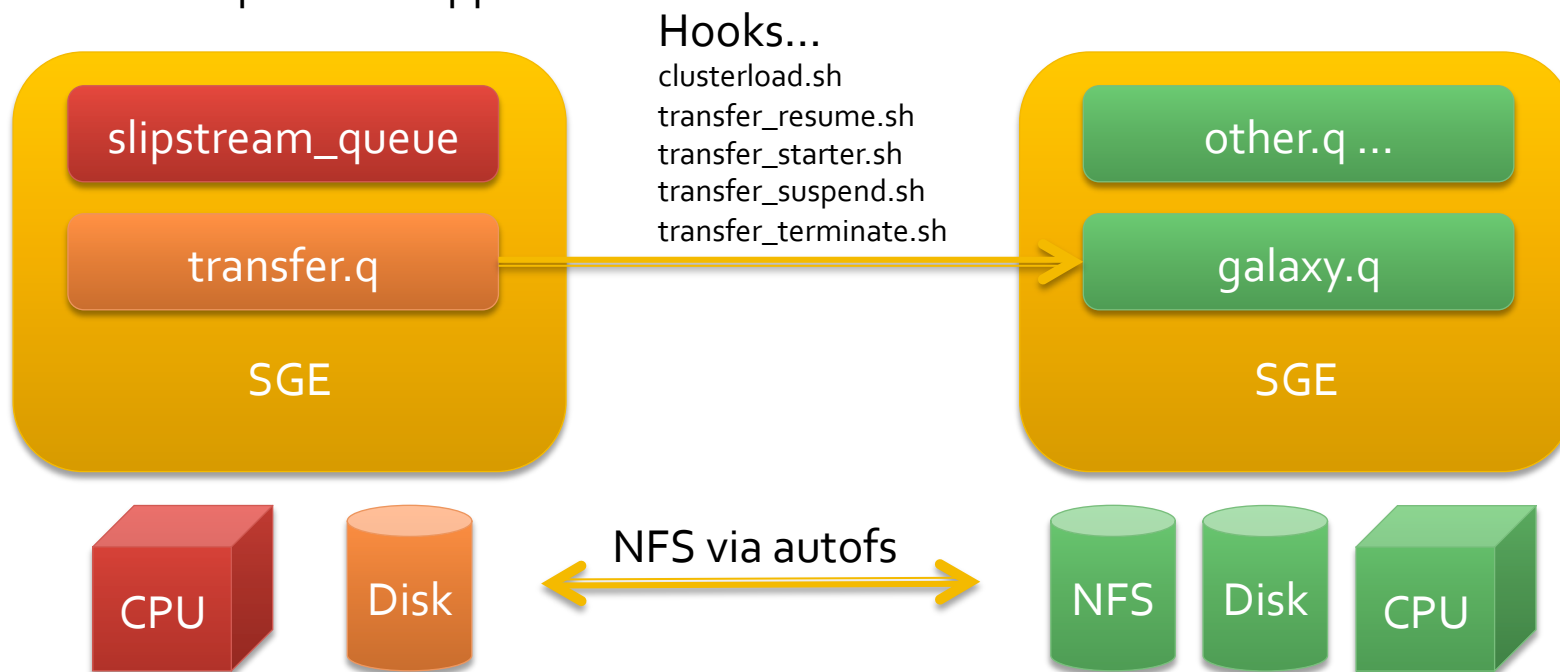 Hooks...
clusterload.sh
transfer_resume.sh
transfer_starter.sh
transfer_suspend.sh
transfer_terminate.sh
slipstream_queue
transfer.q
SGE
other.q ...
galaxy.q
SGE
NFS via autofs
CPU
Disk
NFS
Disk
CPU